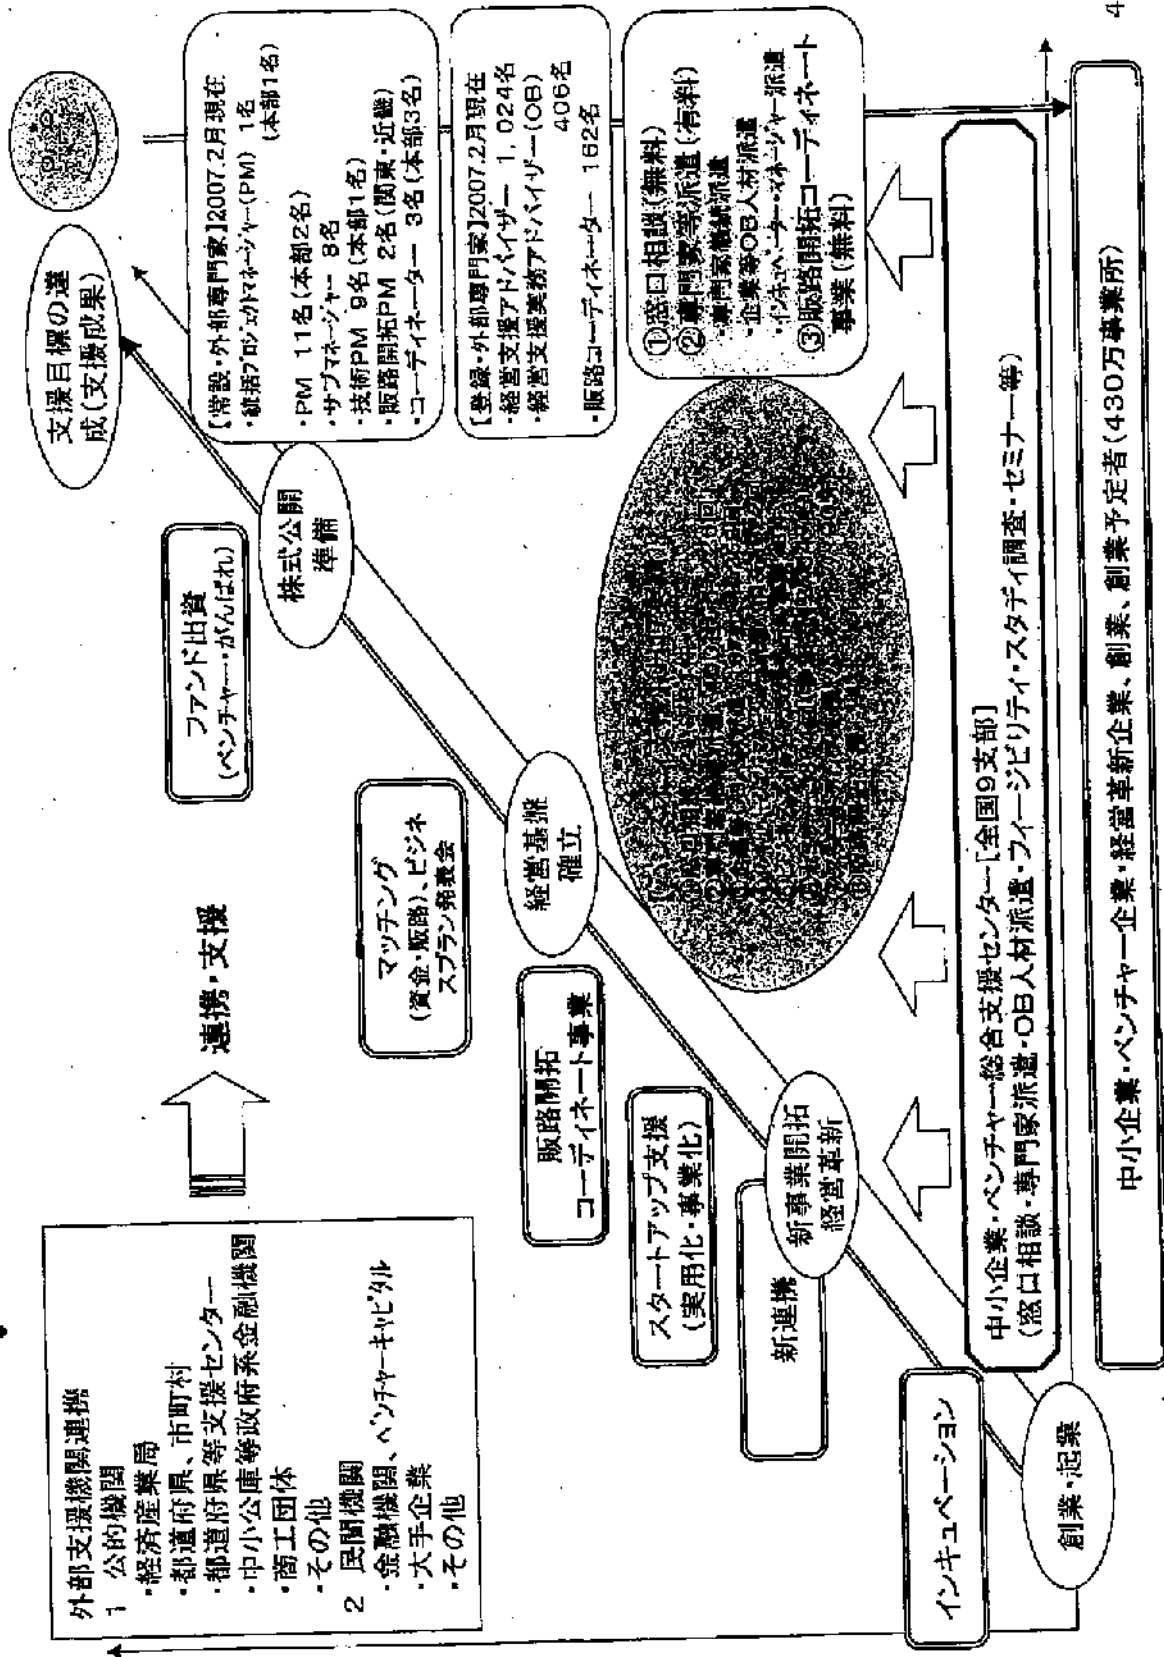 外部支援機関連携
1 公的機関
・経済産業局
・都道府県、市町村
・都道府県等支援センター
・中小公庫等政府系金融機関
・商工団体
・その他
2 民間機関
・金融機関、ベンチャーキャピタル
・大手企業
・その他
連携・支援
支援目標の達
成(支援成果)
ファンド出資
(ベンチャー・がんばれ)
株式公開
準備
マッチング
(資金・販路)、ビジネ
スプラン発表会
経営基盤
確立
販路開拓
コーディネート事業
スタートアップ支援
(実用化・事業化)
新連携
新事業開拓
経営革新
インキュベーション
創業・起業
【常設・外部専門家】2007.2月現在
・統括プロジェクトマネージャー(PM) 1名
(本部1名)
・PM 11名(本部2名)
・サブマネージャー 8名
・技術PM 9名(本部1名)
・販路開拓PM 2名(関東・近畿)
・コーディネーター 3名(本部3名)
【登録・外部専門家】2007.2月現在
・経営支援アドバイザー 1,024名
・経営支援実務アドバイザー(OB)
406名
・販路コーディネーター 162名
①窓口相談(無料)
②専門家等派遣(有料)
・専門家継続派遣
・企業等OB人材派遣
・インキュベーター・マネージャー派遣
③販路開拓コーディネート
事業(無料)
中小企業・ベンチャー総合支援センター[全国9支部]
(窓口相談・専門家派遣・OB人材派遣・フィージビリティ・スタディ調査・セミナー等)
中小企業・ベンチャー企業・経営革新企業、創業、創業予定者(430万事業所)
4